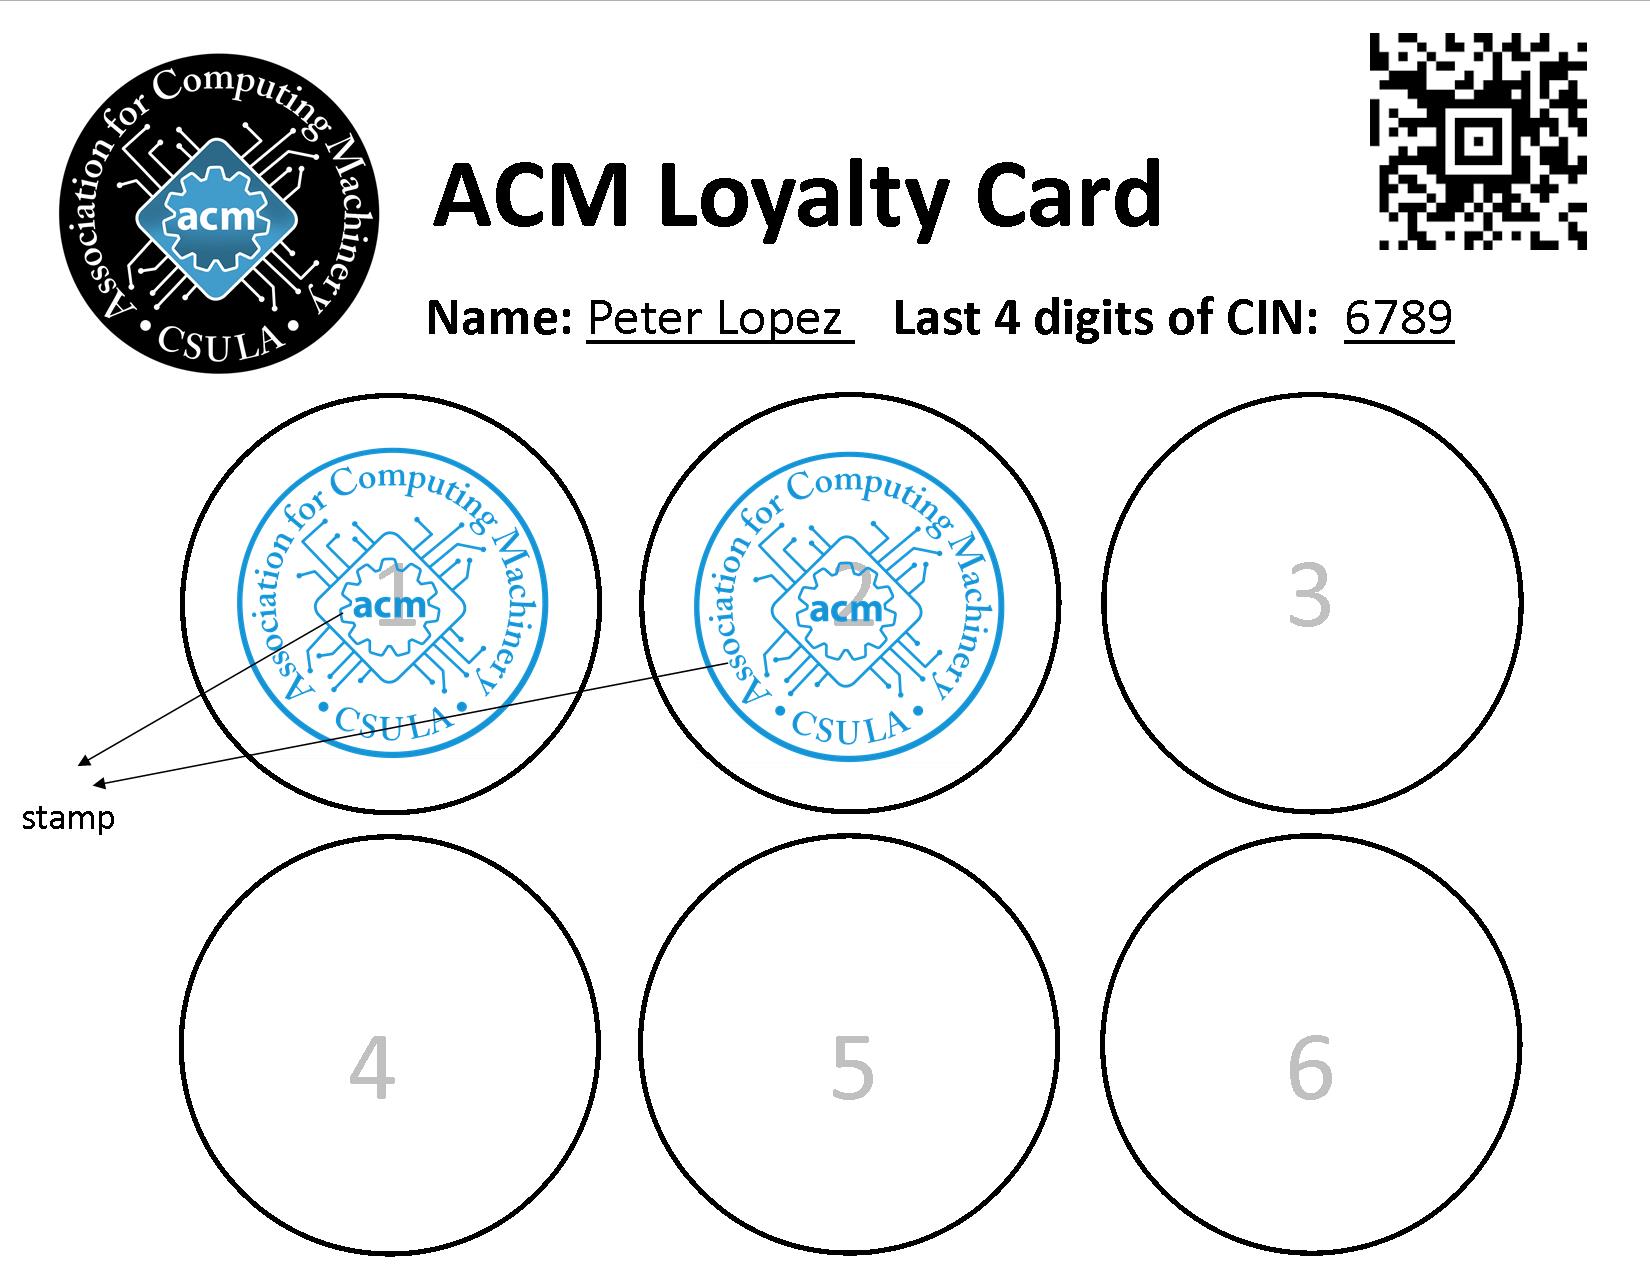 Association for Computing Machinery
acm
• CSULA •
ACM Loyalty Card
Name: Peter Lopez Last 4 digits of CIN: 6789
Association for Computing Machinery
1
acm
• CSULA •
Association for Computing Machinery
2
acm
• CSULA •
3
stamp
4
5
6